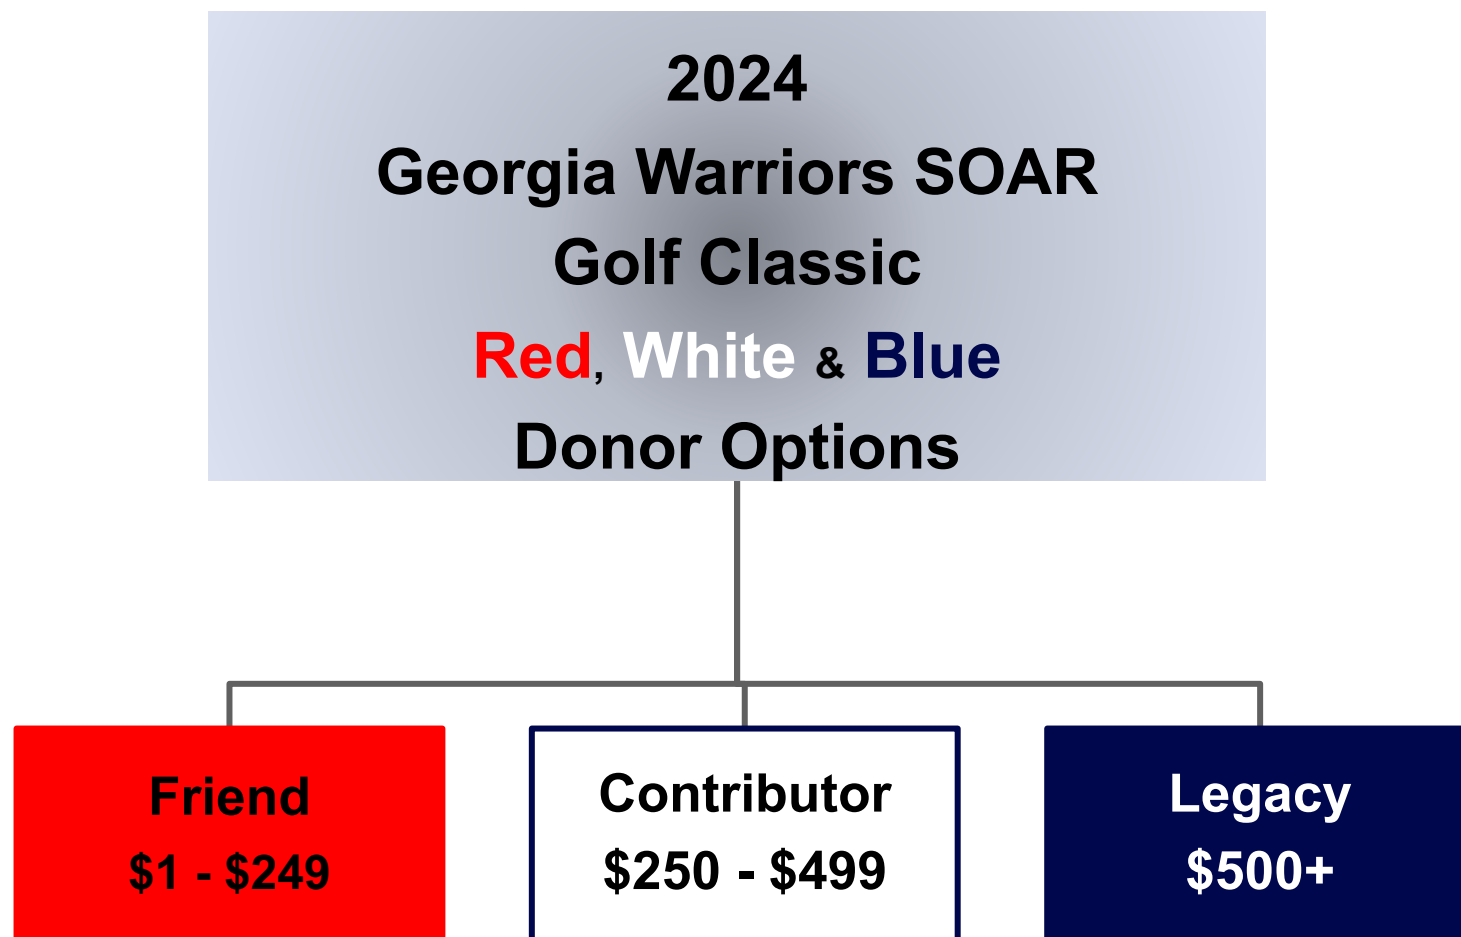 2024
Georgia Warriors SOAR
Golf Classic
Red, White & Blue
Donor Options
Friend
$1 - $249
Contributor
$250 - $499
Legacy
$500+